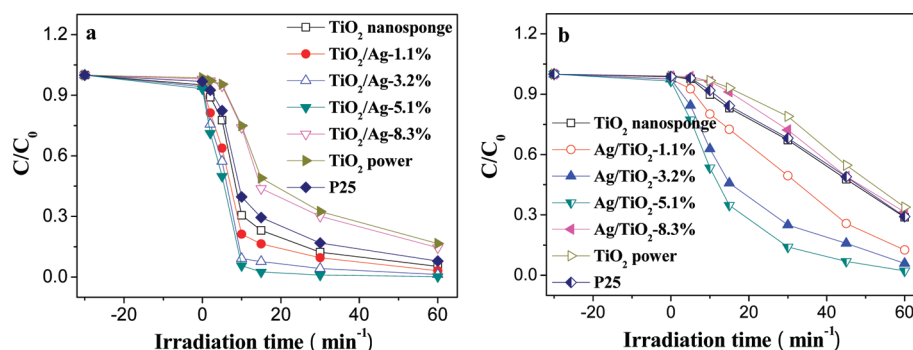 a
1.2
0.9
0.6
0.3
0.0
C/C₀
-20
0
20
40
60
Irradiation time ( min⁻¹)
TiO₂ nanosponge
TiO₂/Ag-1.1%
TiO₂/Ag-3.2%
TiO₂/Ag-5.1%
TiO₂/Ag-8.3%
TiO₂ power
P25
b
1.2
0.9
0.6
0.3
0.0
C/C₀
-20
0
20
40
60
Irradiation time ( min⁻¹)
TiO₂ nanosponge
Ag/TiO₂-1.1%
Ag/TiO₂-3.2%
Ag/TiO₂-5.1%
Ag/TiO₂-8.3%
TiO₂ power
P25